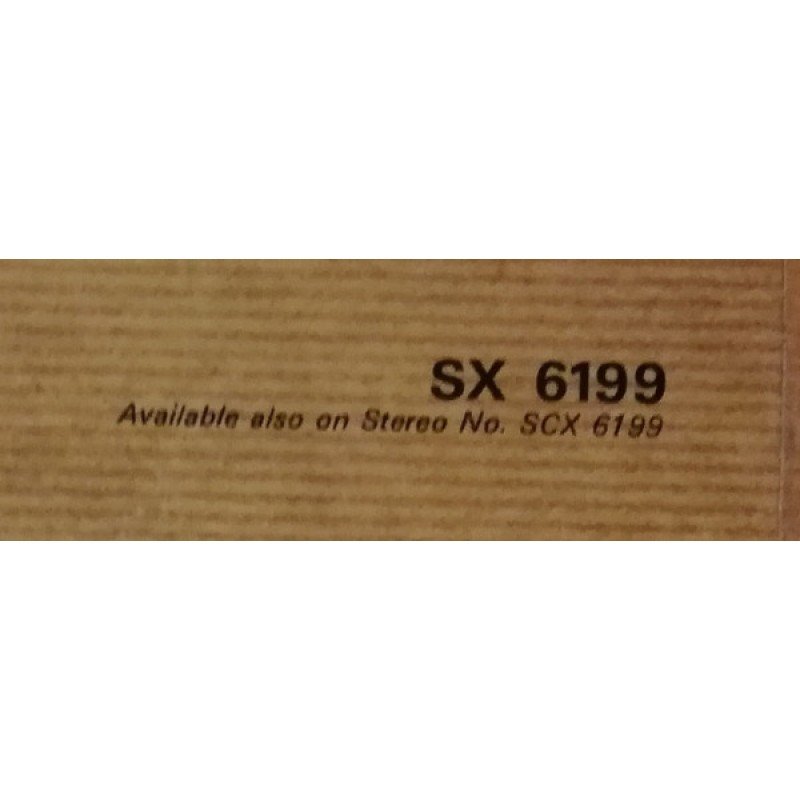 SX 6199
Available also on Stereo No. SCX 6199